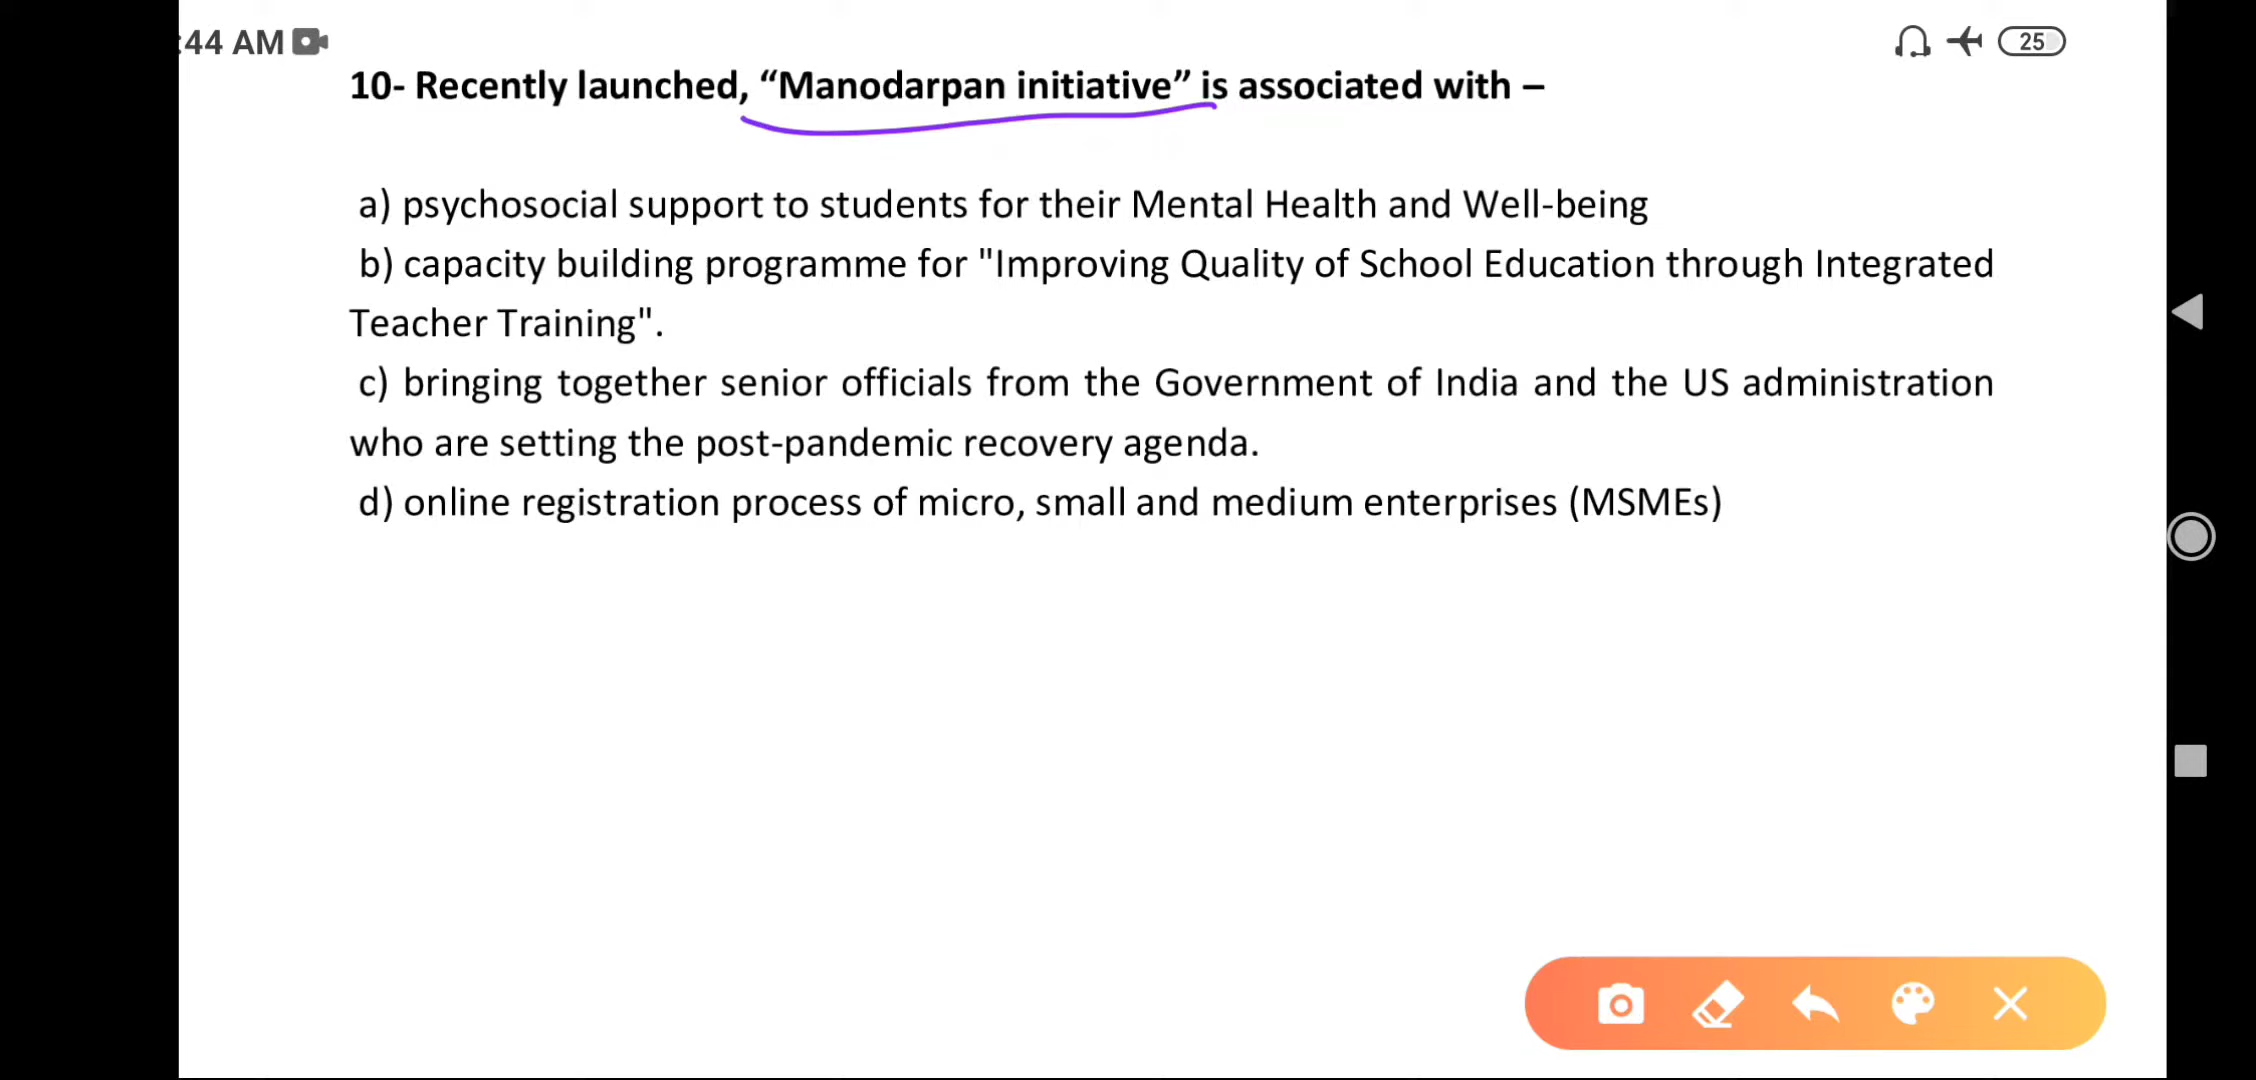 :44 AM
25
10- Recently launched, “Manodarpan initiative” is associated with –
a) psychosocial support to students for their Mental Health and Well-being
b) capacity building programme for "Improving Quality of School Education through Integrated
Teacher Training".
c) bringing together senior officials from the Government of India and the US administration
who are setting the post-pandemic recovery agenda.
d) online registration process of micro, small and medium enterprises (MSMEs)